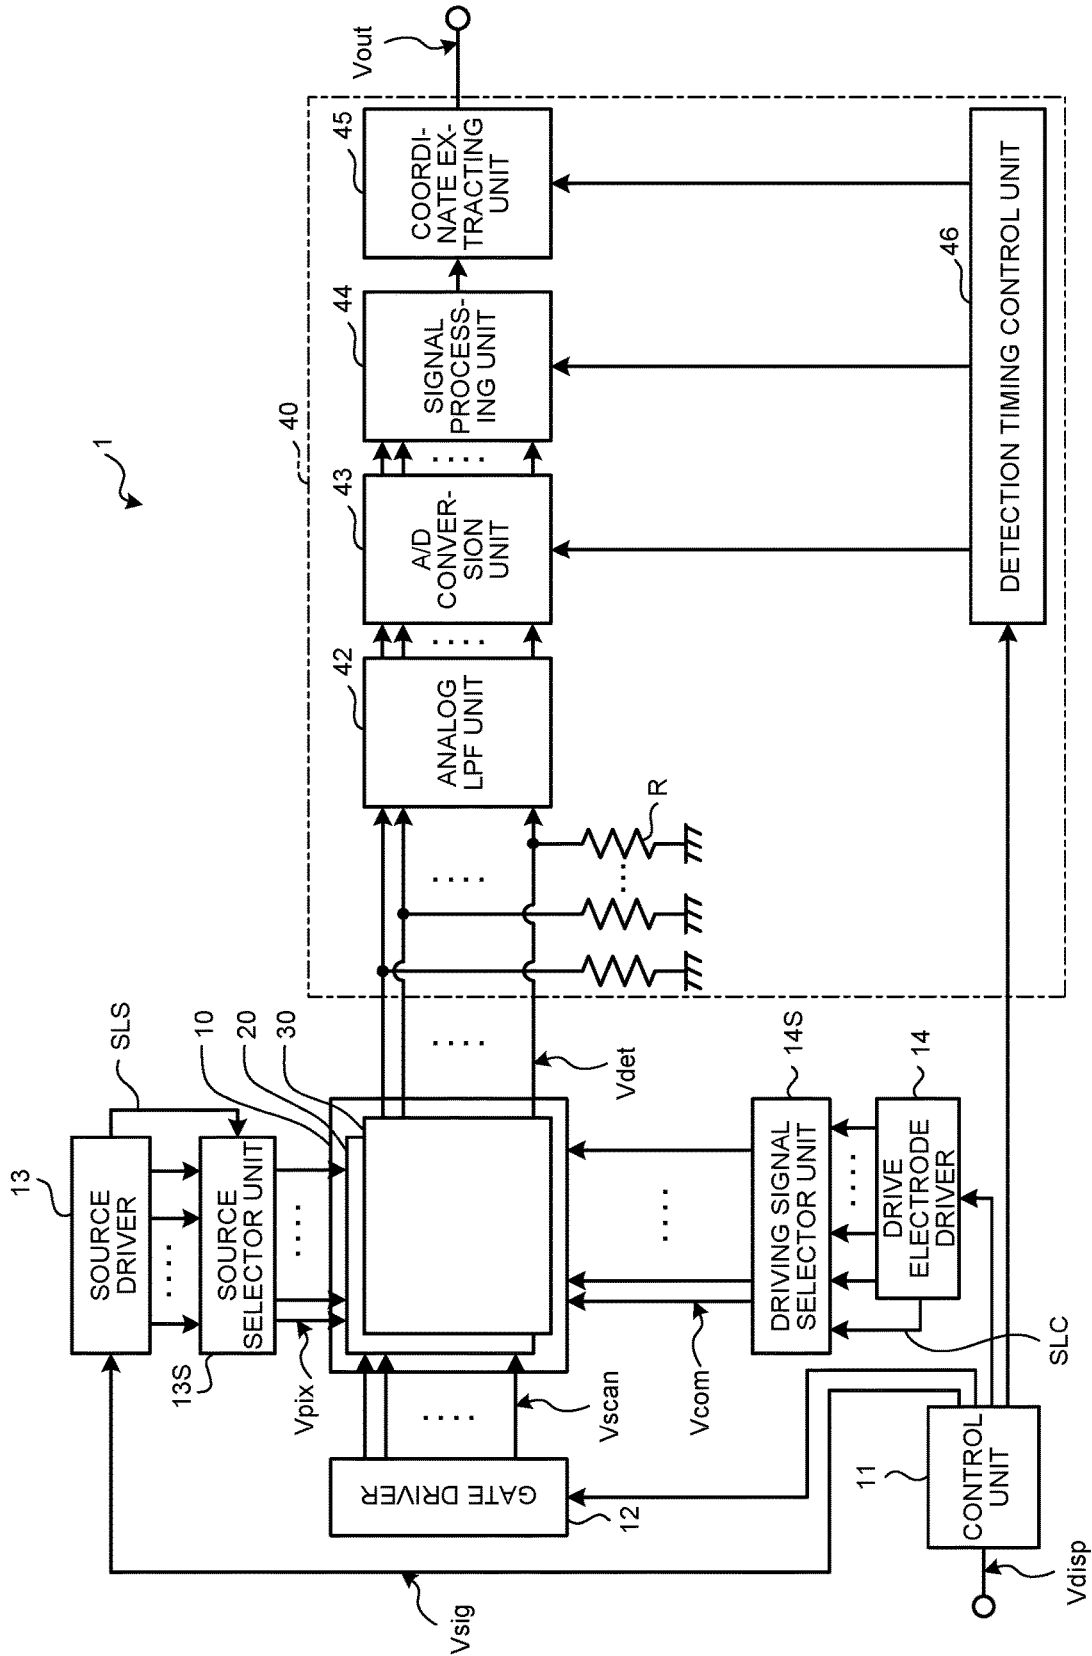 1
13
SOURCE
DRIVER
SLS
SOURCE
SELECTOR UNIT
13S
10
20
30
Vpix
Vsig
GATE DRIVER
12
Vscan
Vdet
Vcom
DRIVING SIGNAL
SELECTOR UNIT
14S
DRIVE
ELECTRODE
DRIVER
14
SLC
CONTROL
UNIT
11
Vdisp
40
R
42
ANALOG
LPF UNIT
43
A/D
CONVER-
SION
UNIT
44
SIGNAL
PROCESS-
ING UNIT
45
COORDI-
NATE EX-
TRACTING
UNIT
Vout
46
DETECTION TIMING CONTROL UNIT